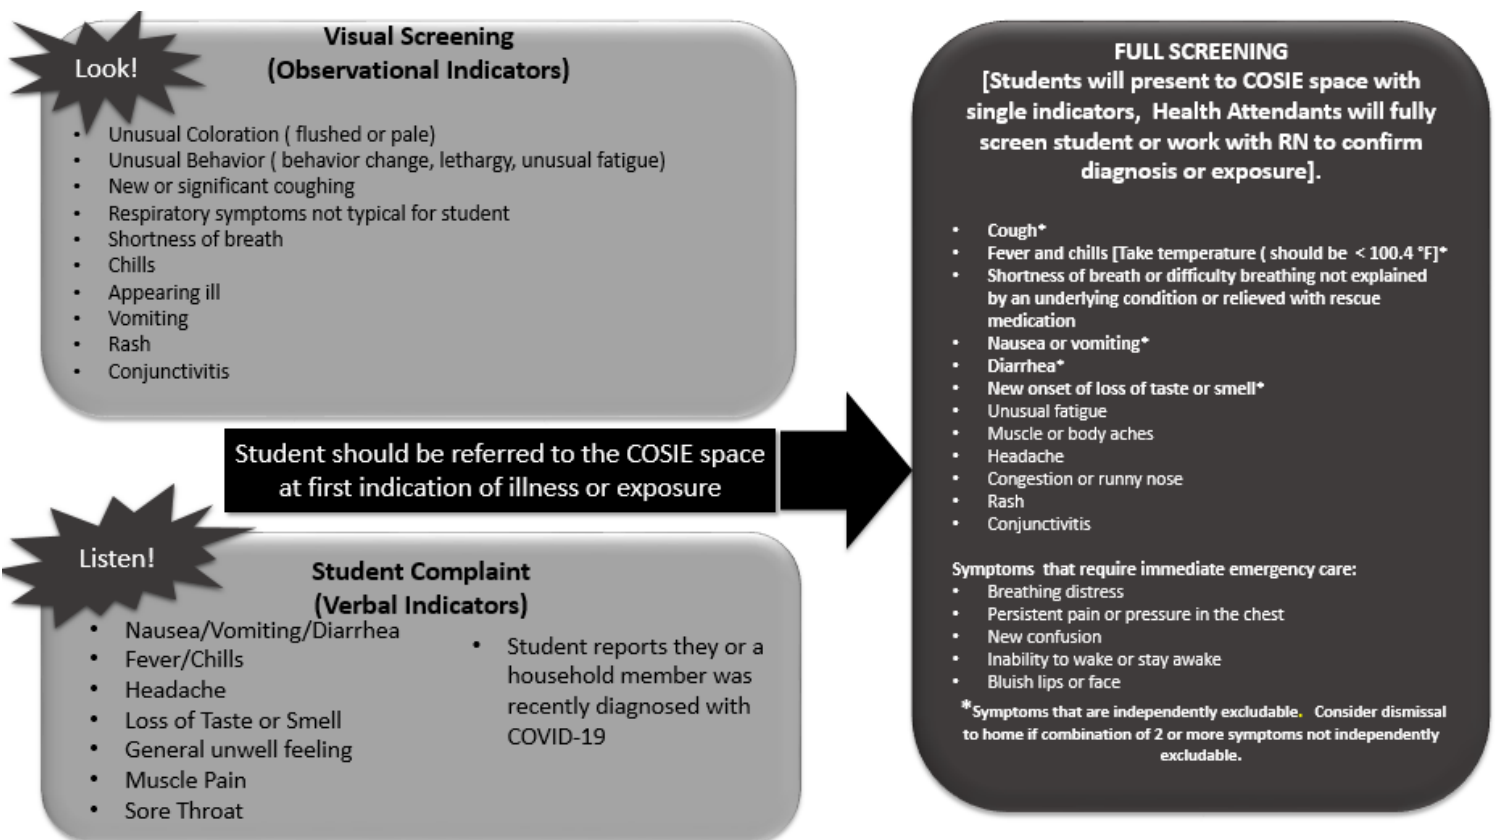 Look!
Visual Screening
(Observational Indicators)
• Unusual Coloration ( flushed or pale)
• Unusual Behavior ( behavior change, lethargy, unusual fatigue)
• New or significant coughing
• Respiratory symptoms not typical for student
• Shortness of breath
• Chills
• Appearing ill
• Vomiting
• Rash
• Conjunctivitis
Student should be referred to the COSIE space
at first indication of illness or exposure
Listen!
Student Complaint
(Verbal Indicators)
• Nausea/Vomiting/Diarrhea
• Fever/Chills
• Headache
• Loss of Taste or Smell
• General unwell feeling
• Muscle Pain
• Sore Throat
• Student reports they or a
household member was
recently diagnosed with
COVID-19
FULL SCREENING
[Students will present to COSIE space with
single indicators, Health Attendants will fully
screen student or work with RN to confirm
diagnosis or exposure].
• Cough*
• Fever and chills [Take temperature ( should be < 100.4 °F]*
• Shortness of breath or difficulty breathing not explained
by an underlying condition or relieved with rescue
medication
• Nausea or vomiting*
• Diarrhea*
• New onset of loss of taste or smell*
• Unusual fatigue
• Muscle or body aches
• Headache
• Congestion or runny nose
• Rash
• Conjunctivitis
Symptoms that require immediate emergency care:
• Breathing distress
• Persistent pain or pressure in the chest
• New confusion
• Inability to wake or stay awake
• Bluish lips or face
*Symptoms that are independently excludable. Consider dismissal
to home if combination of 2 or more symptoms not independently
excludable.